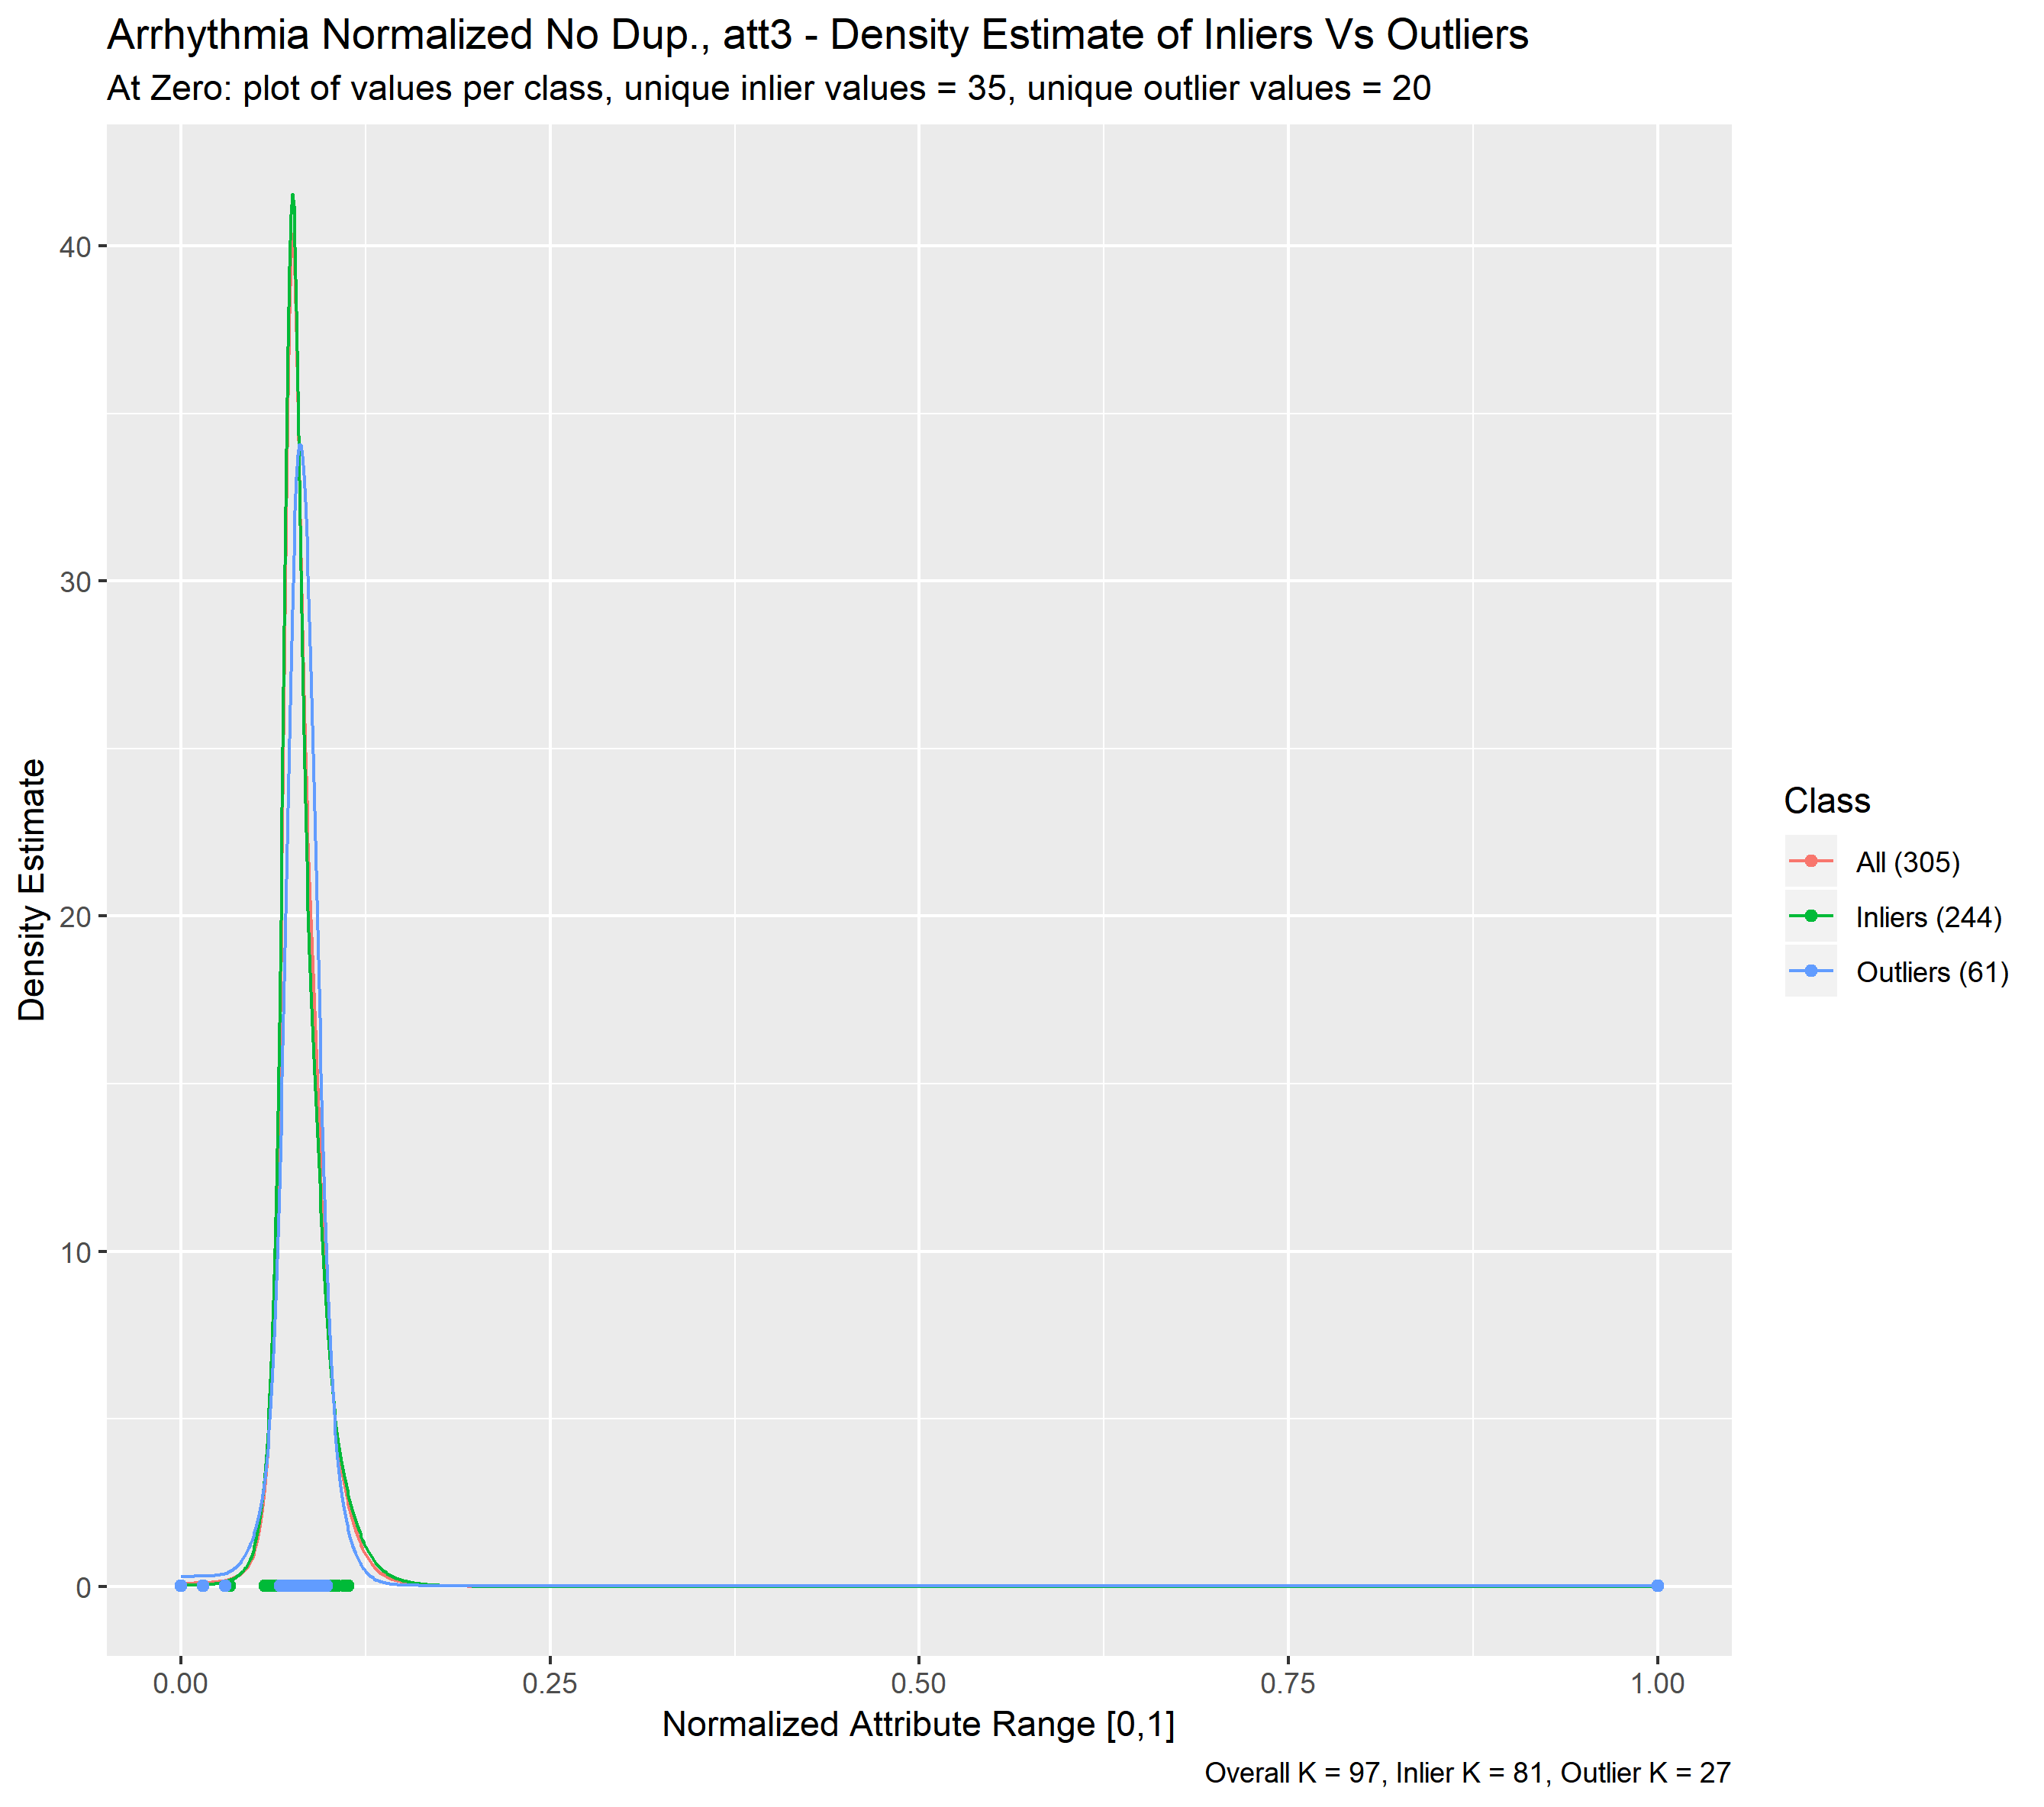 Arrhythmia Normalized No Dup., att3 - Density Estimate of Inliers Vs Outliers
At Zero: plot of values per class, unique inlier values = 35, unique outlier values = 20
40
30
20
10
0
Density Estimate
0.00
0.25
0.50
0.75
1.00
Normalized Attribute Range [0,1]
Overall K = 97, Inlier K = 81, Outlier K = 27
Class
All (305)
Inliers (244)
Outliers (61)